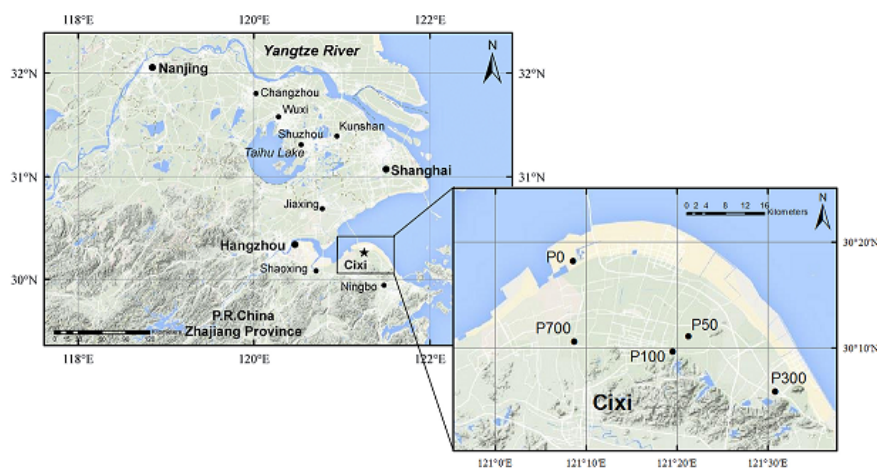 118°E 120°E 122°E
N
Yangtze River
32°N 32°N
Nanjing
Changzhou
Wuxi
Shuzhou
Kunshan
Taihu Lake
Shanghai
31°N 31°N
Jiaxing
Hangzhou
Cixi
Shaoxing
30°N
Ningbo
P.R.China
Zhajiang Province
118°E 120°E 122°E
0 2 4 8 12 16
Kilometers
N
30°20'N
P0
P50
P700
P100
30°10'N
P300
Cixi
121°0'E 121°10'E 121°20'E 121°30'E